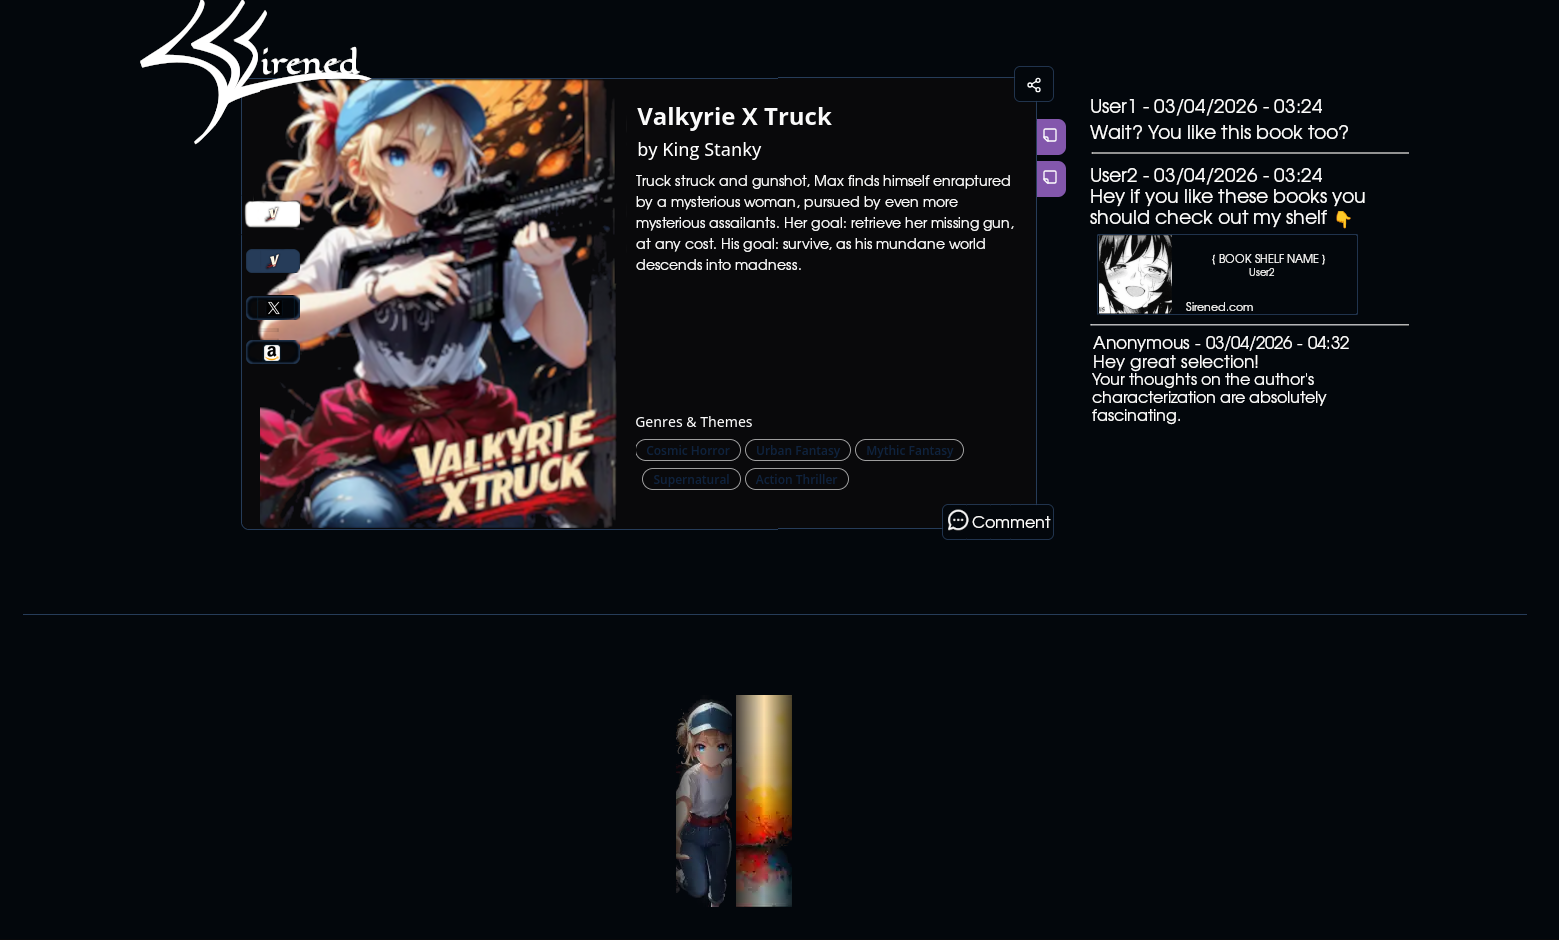 Sirened
Valkyrie X Truck
by King Stanky
Truck struck and gunshot, Max finds himself enraptured
by a mysterious woman, pursued by even more
mysterious assailants. Her goal: retrieve her missing gun,
at any cost. His goal: survive, as his mundane world
descends into madness.
V
V
X
a
VALKYRIE
X TRUCK
Genres & Themes
Cosmic Horror Urban Fantasy Mythic Fantasy
Supernatural Action Thriller
Comment
User1 - 03/04/2026 - 03:24
Wait? You like this book too?
User2 - 03/04/2026 - 03:24
Hey if you like these books you
should check out my shelf 👇
{ BOOK SHELF NAME }
User2
Sirened.com
Anonymous - 03/04/2026 - 04:32
Hey great selection!
Your thoughts on the author's
characterization are absolutely
fascinating.